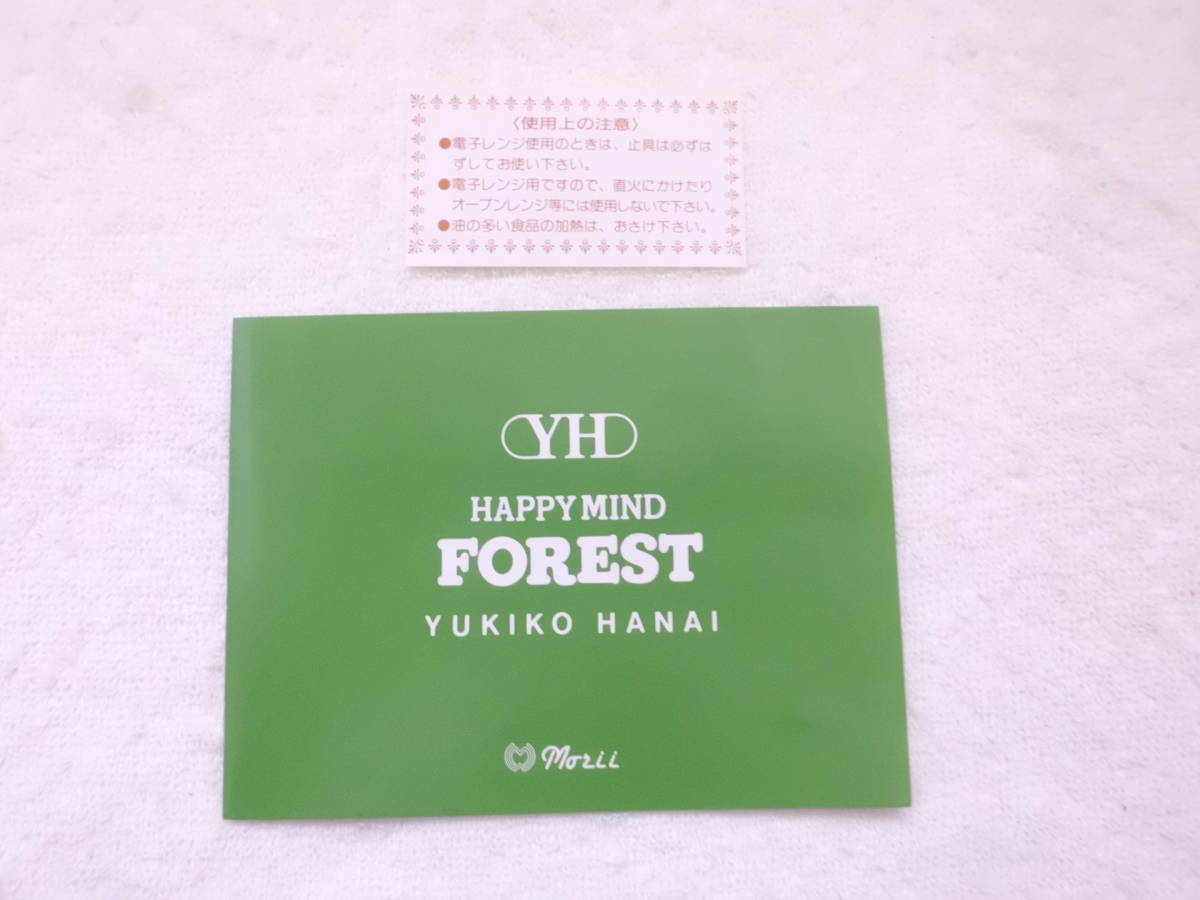 〈使用上の注意〉
●電子レンジ使用のときは、止具は必ずは
ずしてお使い下さい。
●電子レンジ用ですので、直火にかけたり
オーブンレンジ等には使用しないで下さい。
●油の多い食品の加熱は、おさけ下さい。
YH
HAPPY MIND
FOREST
YUKIKO HANAI
Morii